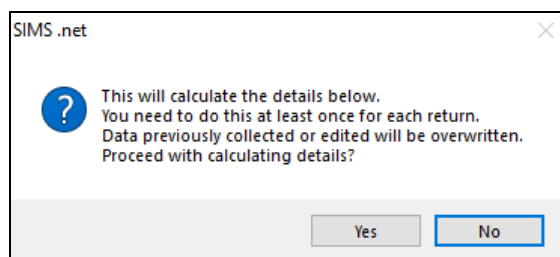 SIMS .net
This will calculate the details below.
You need to do this at least once for each return.
Data previously collected or edited will be overwritten.
Proceed with calculating details?
Yes
No